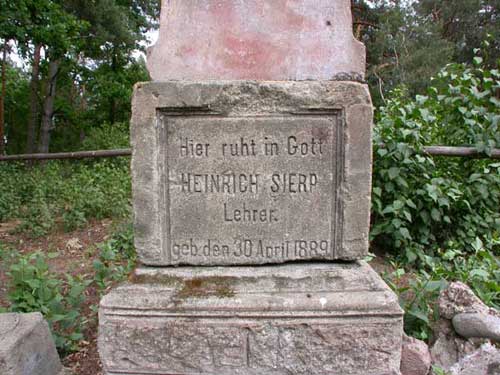 Hier ruht in Gott
HEINRICH SIERP
Lehrer.
geb den 30 April 1889